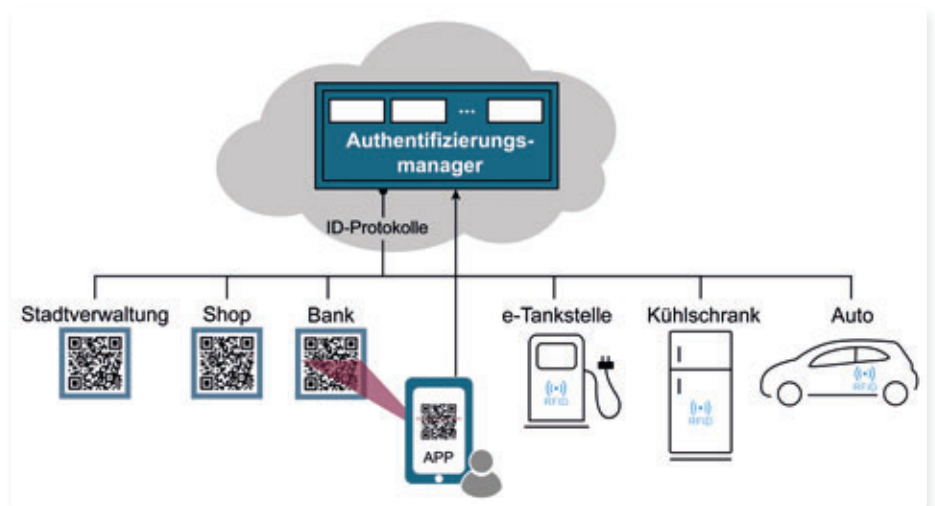 ...
Authentifizierungs-
manager
ID-Protokolle
Stadtverwaltung
Shop
Bank
e-Tankstelle
Kühlschrank
Auto
RFID
RFID
RFID
APP